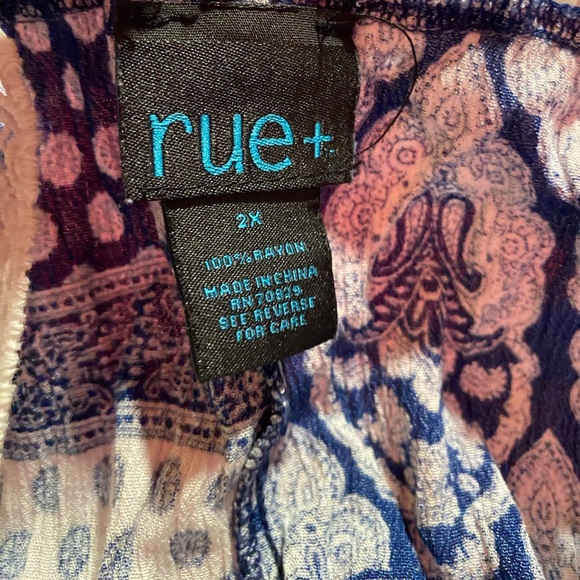 rue+
2X
100% RAYON
MADE IN CHINA
RN 70829
SEE REVERSE
FOR CARE